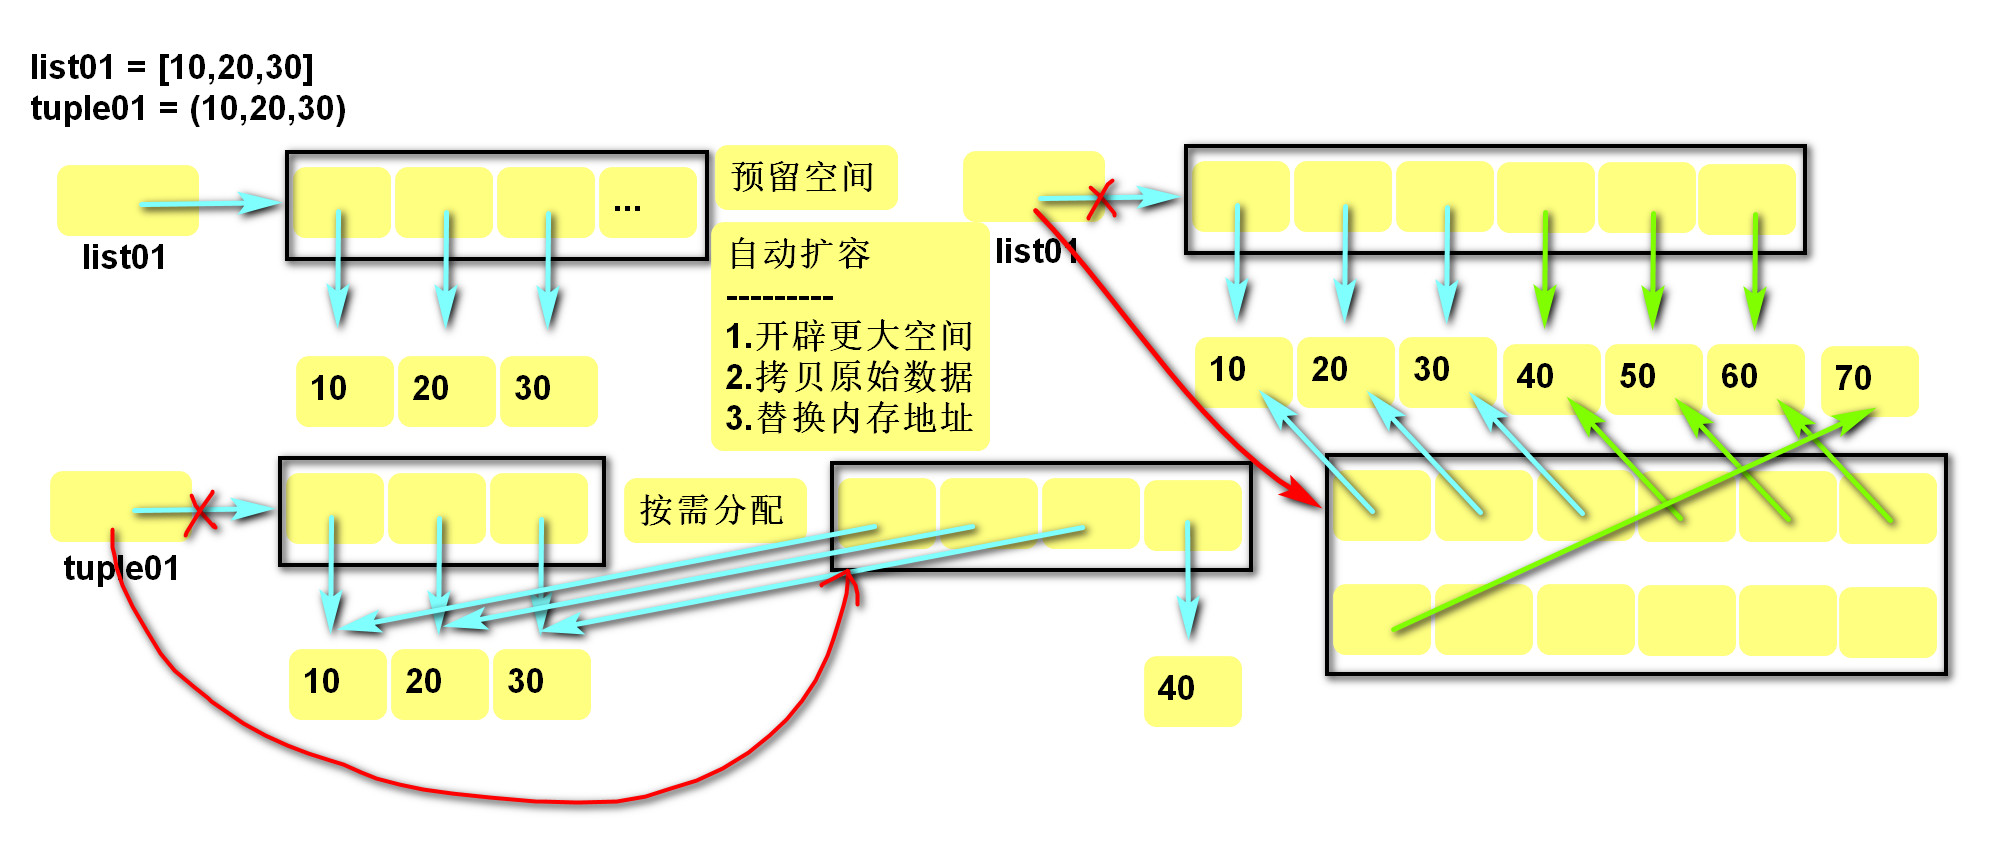 list01 = [10,20,30]
tuple01 = (10,20,30)
...
预留空间
list01
自动扩容
---------
1.开辟更大空间
2.拷贝原始数据
3.替换内存地址
10 20 30
list01
10 20 30 40 50 60 70
tuple01
按需分配
10 20 30
40